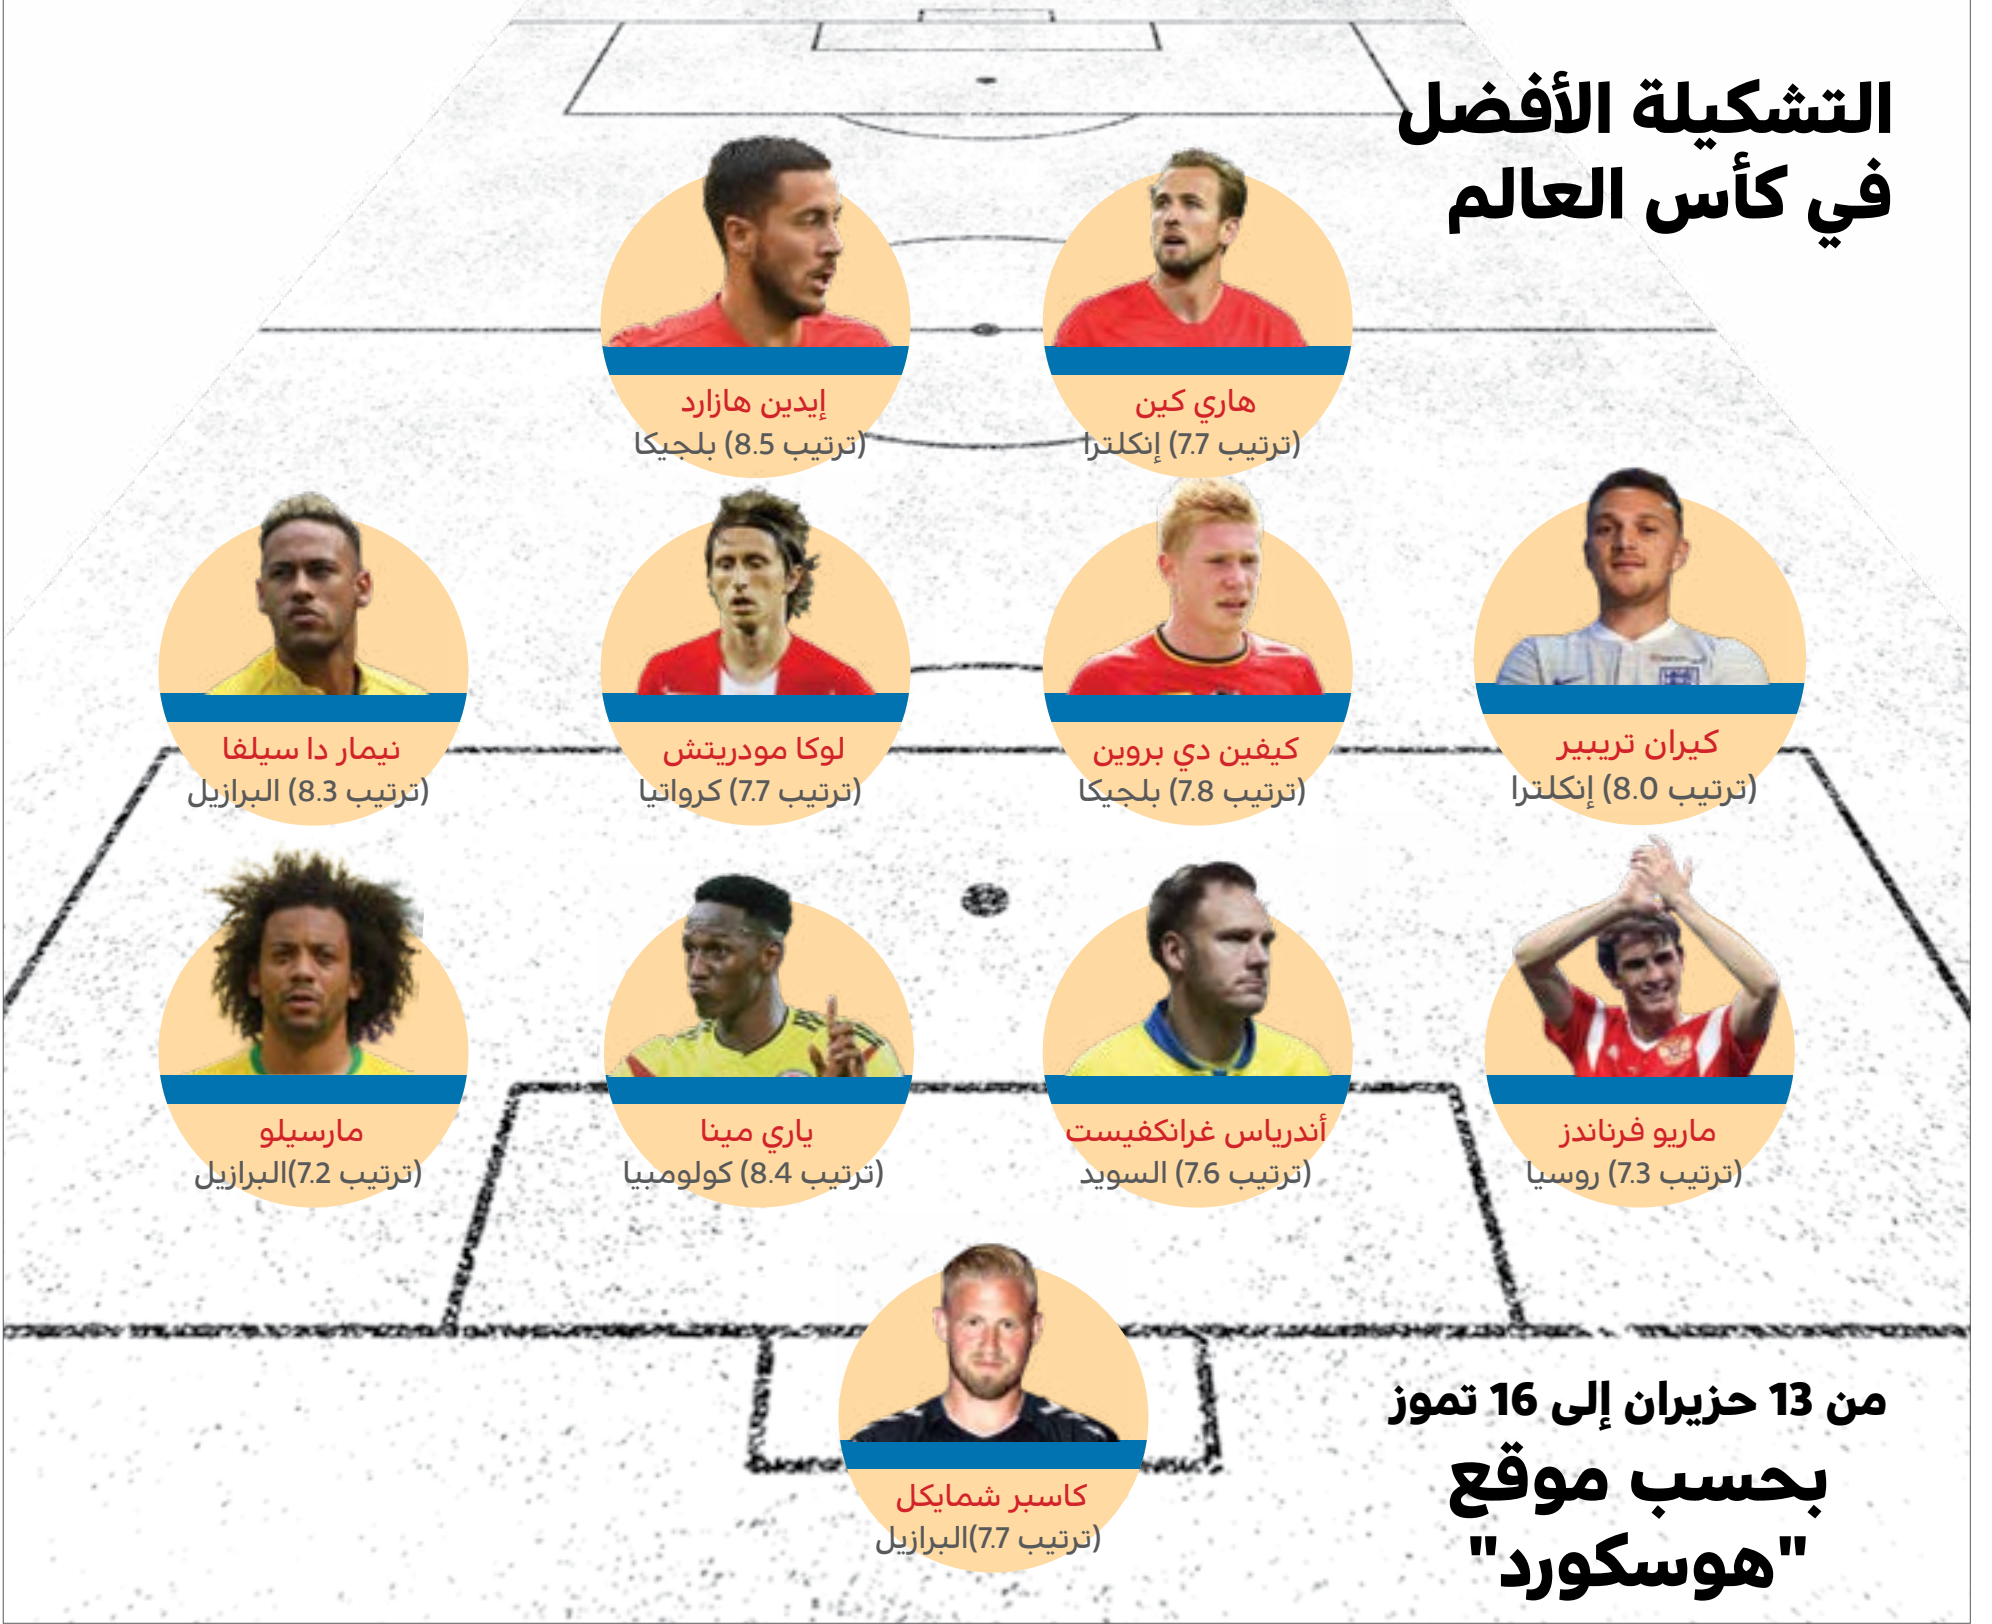 التشكيلة الأفضل
في كأس العالم
هاري كين
(ترتيب 7.7) إنكلترا
إيدين هازارد
(ترتيب 8.5) بلجيكا
كيران تريبير
(ترتيب 8.0) إنكلترا
كيفين دي بروين
(ترتيب 7.8) بلجيكا
لوكا مودريتش
(ترتيب 7.7) كرواتيا
نيمار دا سيلفا
(ترتيب 8.3) البرازيل
ماريو فرناندز
(ترتيب 7.3) روسيا
أندرياس غرانكفيست
(ترتيب 7.6) السويد
ياري مينا
(ترتيب 8.4) كولومبيا
مارسيلو
(ترتيب 7.2)البرازيل
كاسبر شمايكل
(ترتيب 7.7)البرازيل
من 13 حزيران إلى 16 تموز
بحسب موقع
"هوسكورد"